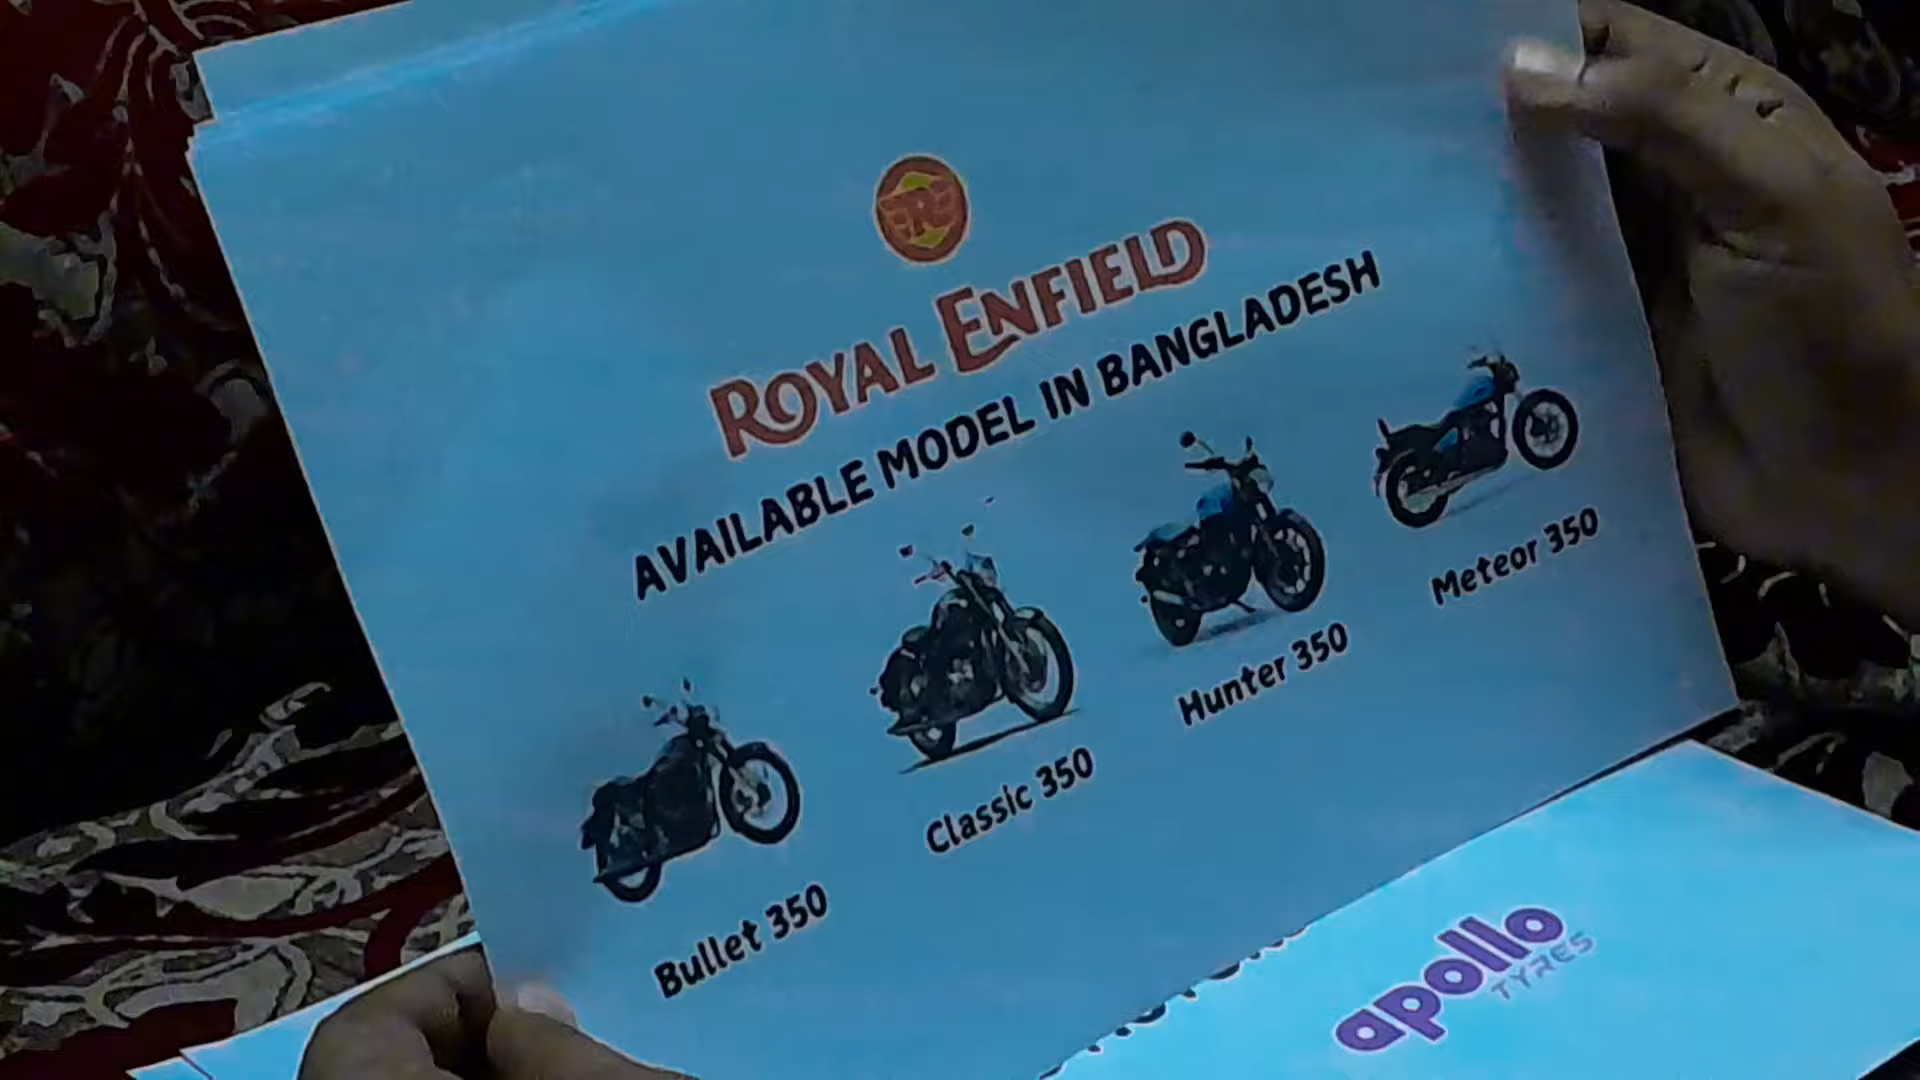 ROYAL ENFIELD
AVAILABLE MODEL IN BANGLADESH
Bullet 350
Classic 350
Hunter 350
Meteor 350
apollo
TYRES